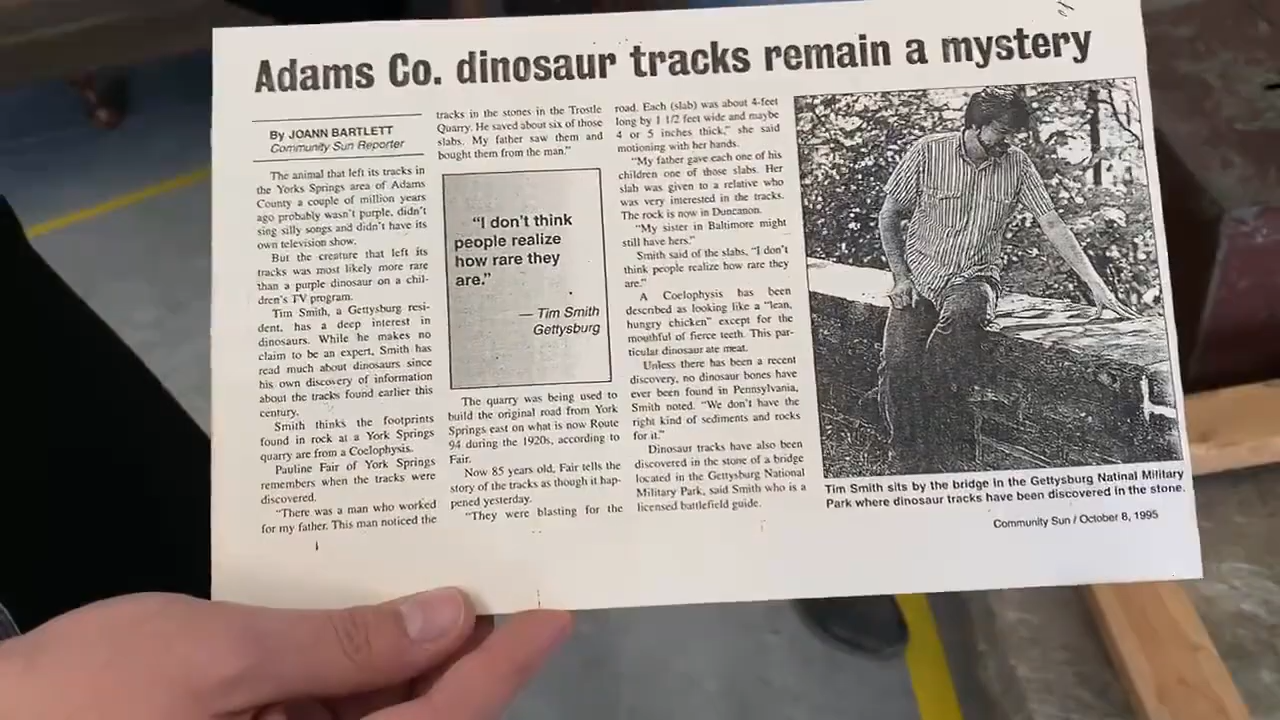 Adams Co. dinosaur tracks remain a mystery
By JOANN BARTLETT
Community Sun Reporter
The animal that left its tracks in
the Yorks Springs area of Adams
County a couple of million years
ago probably wasn't purple, didn't
sing silly songs and didn't have its
own television show.
But the creature that left its
tracks was most likely more rare
than a purple dinosaur on a chil-
dren's TV program.
Tim Smith, a Gettysburg resi-
dent, has a deep interest in
dinosaurs. While he makes no
claim to be an expert, Smith has
read much about dinosaurs since
his own discovery of information
about the tracks found earlier this
century.
Smith thinks the footprints
found in rock at a York Springs
quarry are from a Coelophysis.
Pauline Fair of York Springs
remembers when the tracks were
discovered.
"There was a man who worked
for my father. This man noticed the
tracks in the stones in the Trostle
Quarry. He saved about six of those
slabs. My father saw them and
bought them from the man."
"I don't think
people realize
how rare they
are."
— Tim Smith
Gettysburg
The quarry was being used to
build the original road from York
Springs east on what is now Route
94 during the 1920s, according to
Fair.
Now 85 years old, Fair tells the
story of the tracks as though it hap-
pened yesterday.
"They were blasting for the
road. Each (slab) was about 4-feet
long by 1 1/2 feet wide and maybe
4 or 5 inches thick," she said
motioning with her hands.
"My father gave each one of his
children one of those slabs. Her
slab was given to a relative who
was very interested in the tracks.
The rock is now in Duncanon.
"My sister in Baltimore might
still have hers."
Smith said of the slabs, "I don't
think people realize how rare they
are."
A Coelophysis has been
described as looking like a "lean,
hungry chicken" except for the
mouthful of fierce teeth. This par-
ticular dinosaur ate meat.
Unless there has been a recent
discovery, no dinosaur bones have
ever been found in Pennsylvania,
Smith noted. "We don't have the
right kind of sediments and rocks
for it."
Dinosaur tracks have also been
discovered in the stone of a bridge
located in the Gettysburg National
Military Park, said Smith who is a
licensed battlefield guide.
Tim Smith sits by the bridge in the Gettysburg Natinal Military
Park where dinosaur tracks have been discovered in the stone.
Community Sun / October 8, 1995